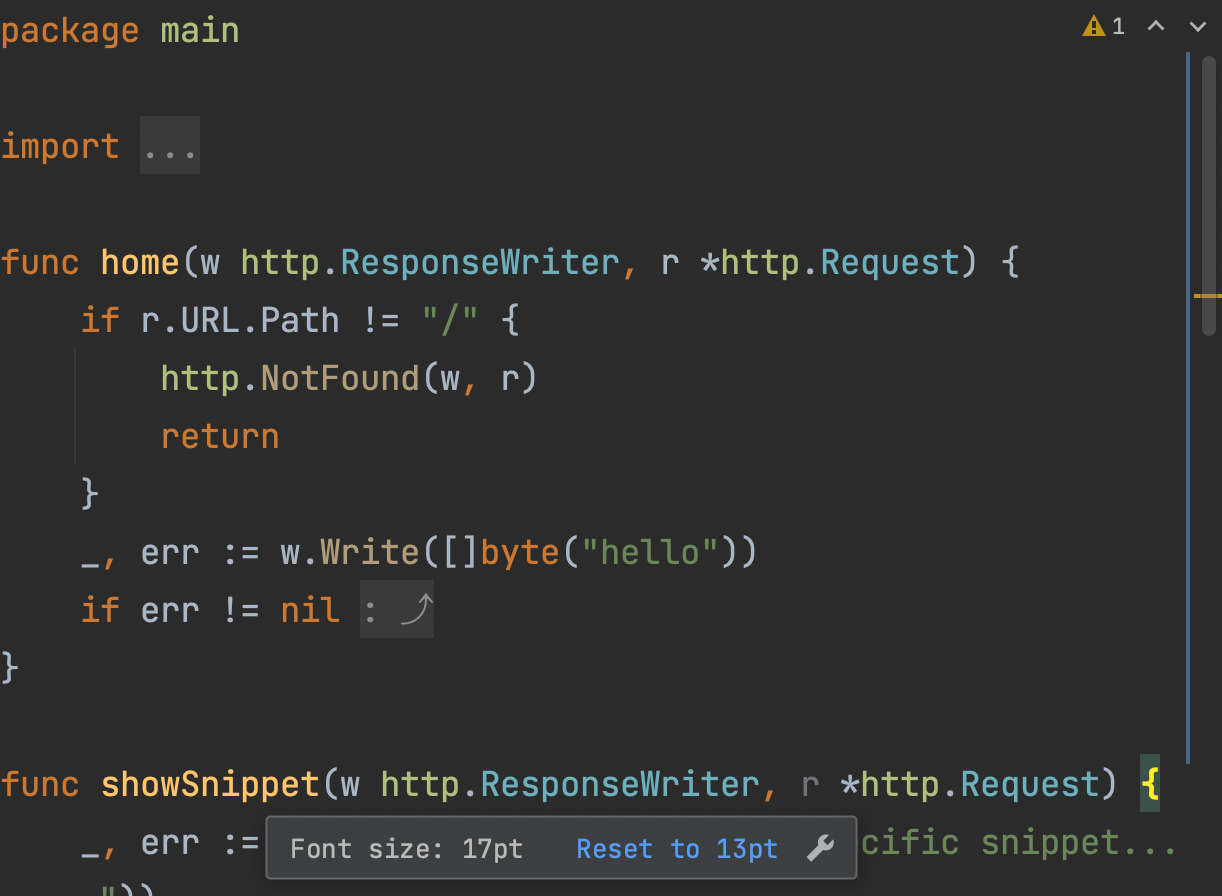 package main
1
import ...
func home(w http.ResponseWriter, r *http.Request) {
    if r.URL.Path != "/" {
        http.NotFound(w, r)
        return
    }
    _, err := w.Write([]byte("hello"))
    if err != nil :
}
func showSnippet(w http.ResponseWriter, r *http.Request) {
    _, err := cific snippet...
Font size: 17pt Reset to 13pt
    "))